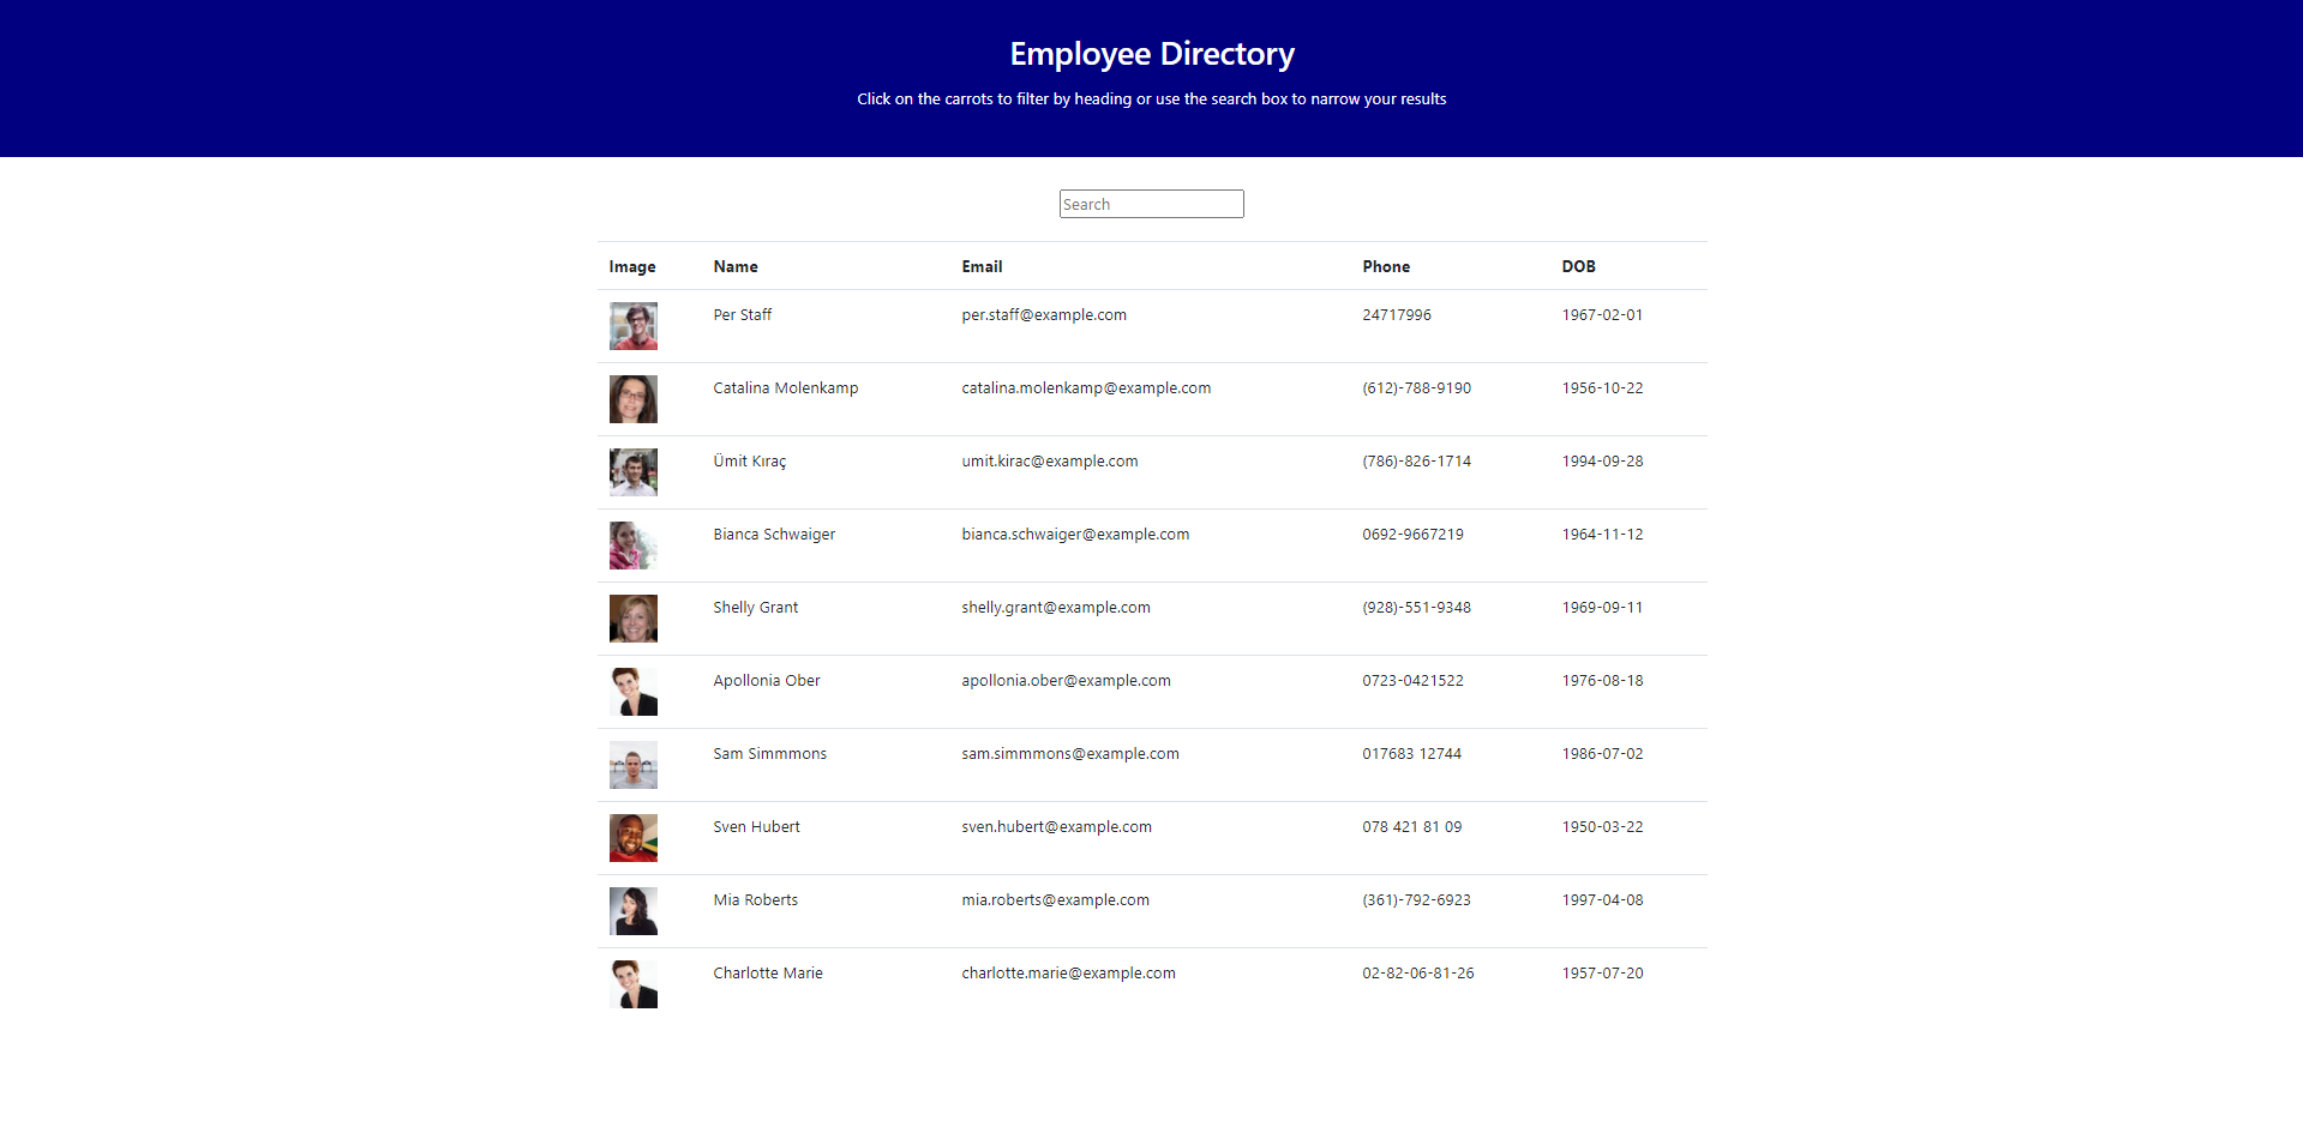 Employee Directory
Click on the carrots to filter by heading or use the search box to narrow your results
Search
Image Name Email Phone DOB
Per Staff per.staff@example.com 24717996 1967-02-01
Catalina Molenkamp catalina.molenkamp@example.com (612)-788-9190 1956-10-22
Ümit Kıraç umit.kirac@example.com (786)-826-1714 1994-09-28
Bianca Schwaiger bianca.schwaiger@example.com 0692-9667219 1964-11-12
Shelly Grant shelly.grant@example.com (928)-551-9348 1969-09-11
Apollonia Ober apollonia.ober@example.com 0723-0421522 1976-08-18
Sam Simmmons sam.simmmons@example.com 017683 12744 1986-07-02
Sven Hubert sven.hubert@example.com 078 421 81 09 1950-03-22
Mia Roberts mia.roberts@example.com (361)-792-6923 1997-04-08
Charlotte Marie charlotte.marie@example.com 02-82-06-81-26 1957-07-20